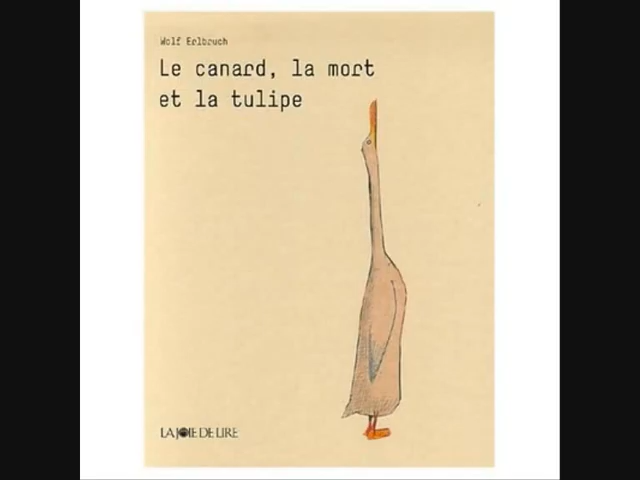 Wolf Erlbruch
Le canard, la mort
et la tulipe
LA JOIE DE LIRE